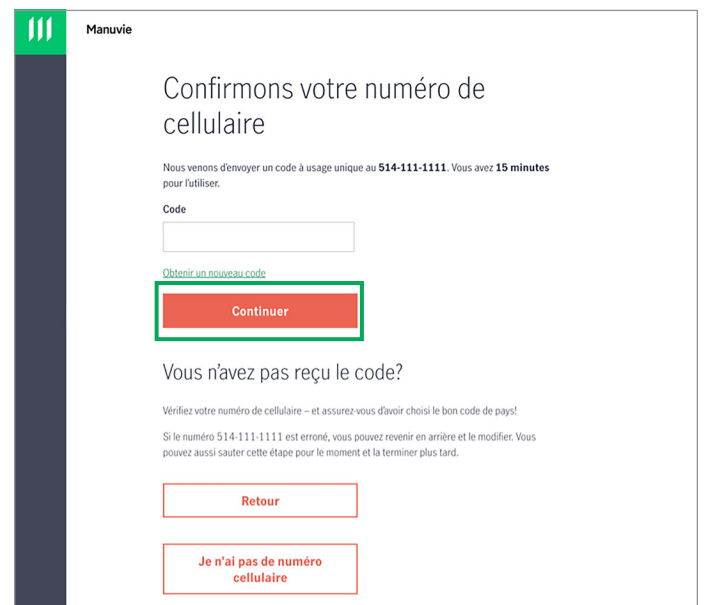 Manuvie
Confirmons votre numéro de
cellulaire
Nous venons d'envoyer un code à usage unique au 514-111-1111. Vous avez 15 minutes
pour l'utiliser.
Code
Obtenir un nouveau code
Continuer
Vous n'avez pas reçu le code?
Vérifiez votre numéro de cellulaire – et assurez-vous d'avoir choisi le bon code de pays!
Si le numéro 514-111-1111 est erroné, vous pouvez revenir en arrière et le modifier. Vous
pouvez aussi sauter cette étape pour le moment et la terminer plus tard.
Retour
Je n'ai pas de numéro
cellulaire